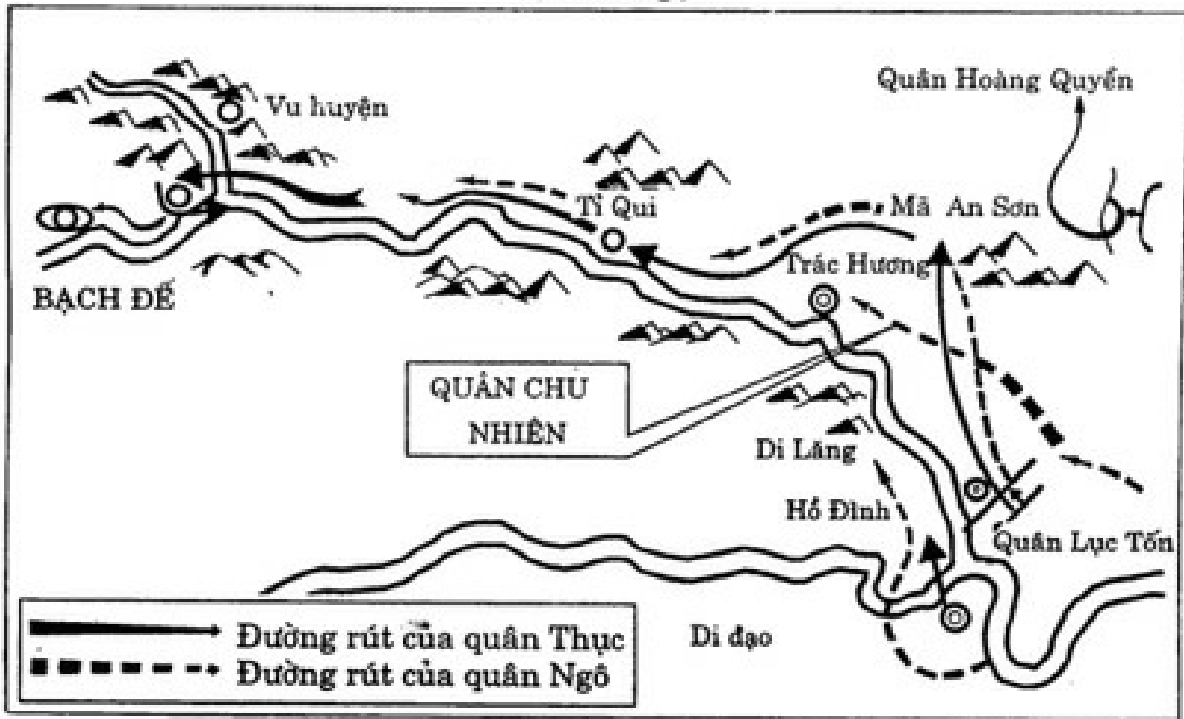 Quân Hoàng Quyền
Vu huyện
Tỉ Qui
Mã An Sơn
Trác Hương
BẠCH ĐẾ
QUÂN CHU
NHIÊN
Di Lăng
Hồ Đình
Quân Lục Tốn
Di đạo
Đường rút của quân Thục
Đường rút của quân Ngô